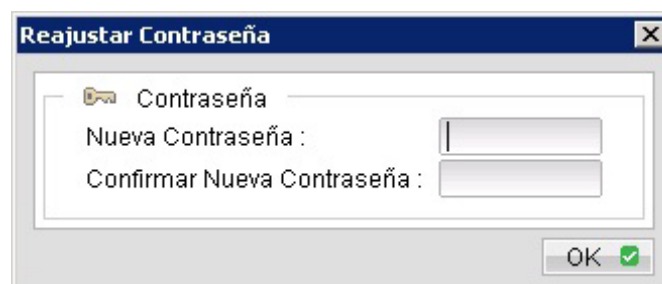 Reajustar Contraseña
Contraseña
Nueva Contraseña :
Confirmar Nueva Contraseña :
OK